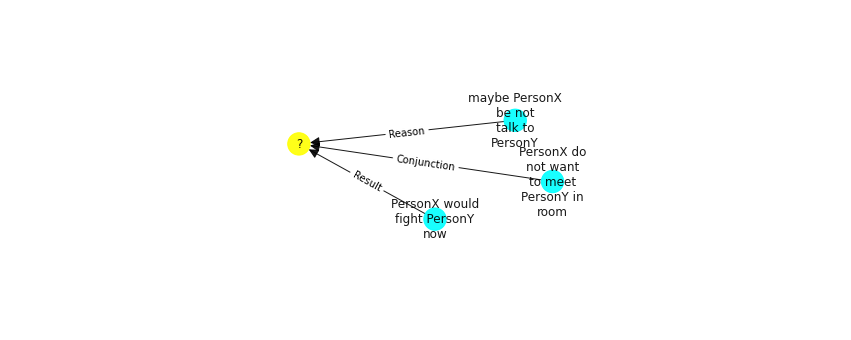 maybe PersonX
be not
talk to
PersonY
Reason
?
Conjunction
PersonX do
not want
to meet
PersonY in
room
Result
PersonX would
fight PersonY
now